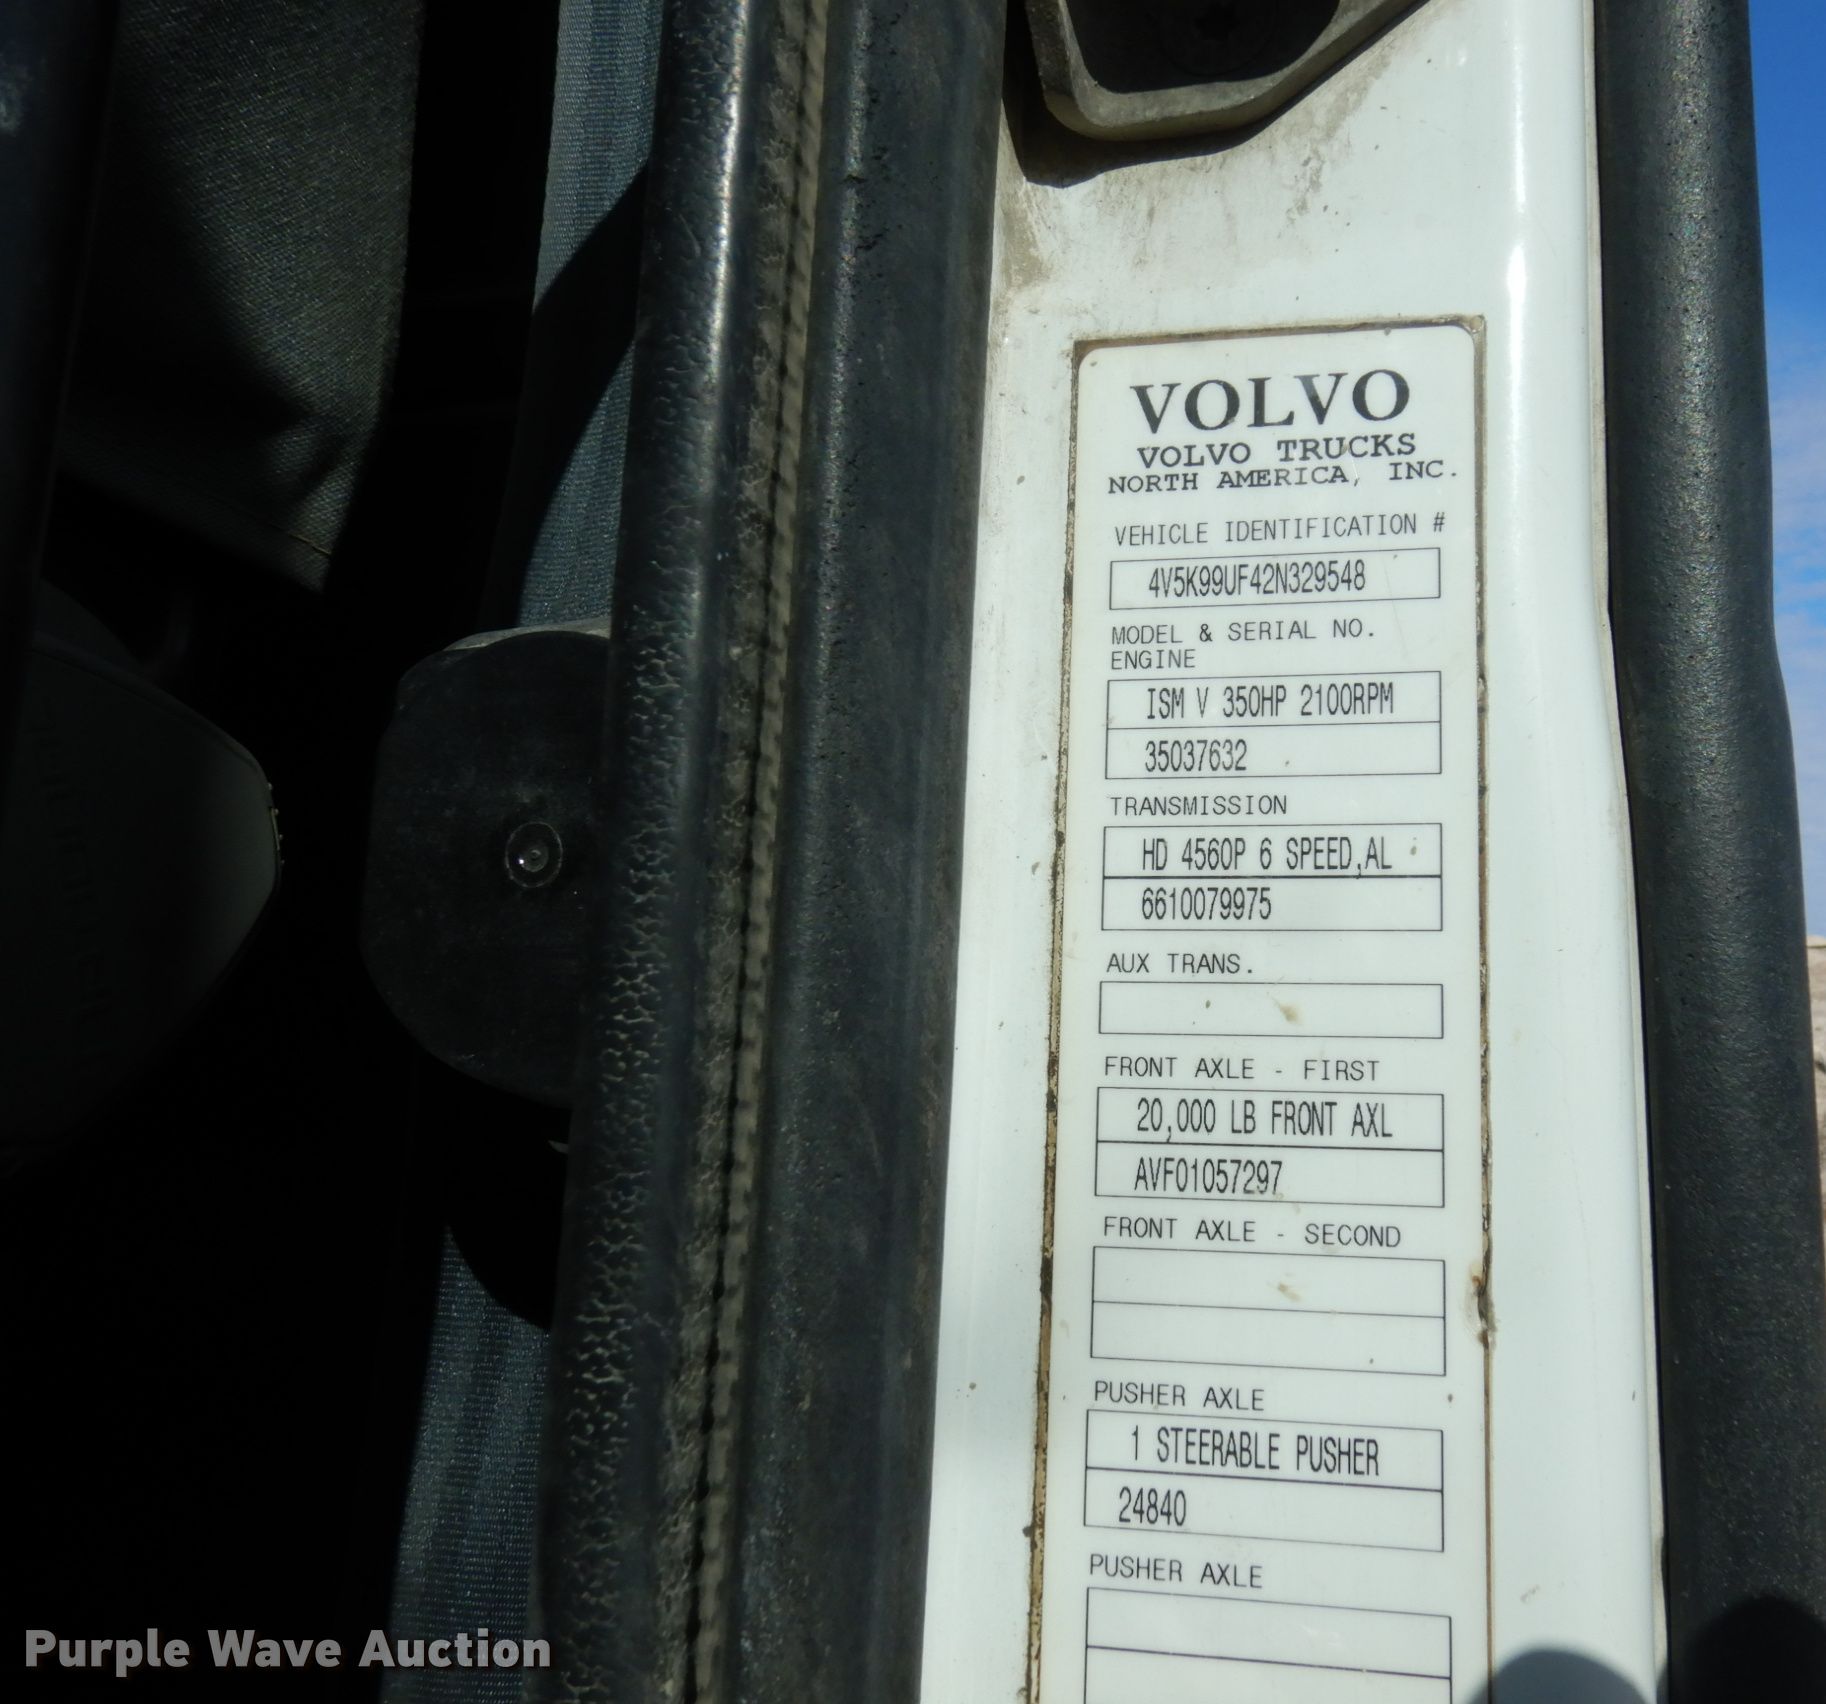 VOLVO
VOLVO TRUCKS
NORTH AMERICA, INC.
VEHICLE IDENTIFICATION #
4V5K99UF42N329548
MODEL & SERIAL NO.
ENGINE
ISM V 350HP 2100RPM
35037632
TRANSMISSION
HD 4560P 6 SPEED,AL
6610079975
AUX TRANS.
FRONT AXLE - FIRST
20,000 LB FRONT AXL
AVF01057297
FRONT AXLE - SECOND
PUSHER AXLE
1 STEERABLE PUSHER
24840
PUSHER AXLE
Purple Wave Auction